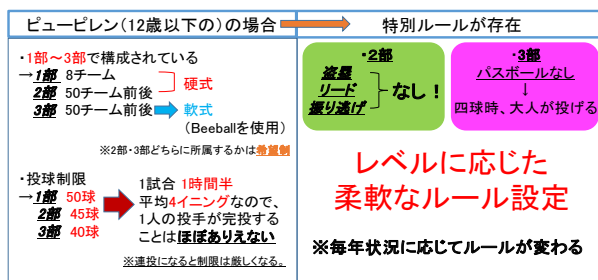 ピューピレン(12歳以下の)の場合
特別ルールが存在
・1部～3部で構成されている
→1部 8チーム
2部 50チーム前後
硬式
3部 50チーム前後
軟式
(Beeballを使用)
※2部・3部どちらに所属するかは希望制
・投球制限
→1部 50球
2部 45球
3部 40球
1試合 1時間半
平均4イニングなので、
1人の投手が完投する
ことはほぼありえない
※連投になると制限は厳しくなる。
・2部
盗塁
リード
振り逃げ
なし！
・3部
パスボールなし
↓
四球時、大人が投げる
レベルに応じた
柔軟なルール設定
※毎年状況に応じてルールが変わる